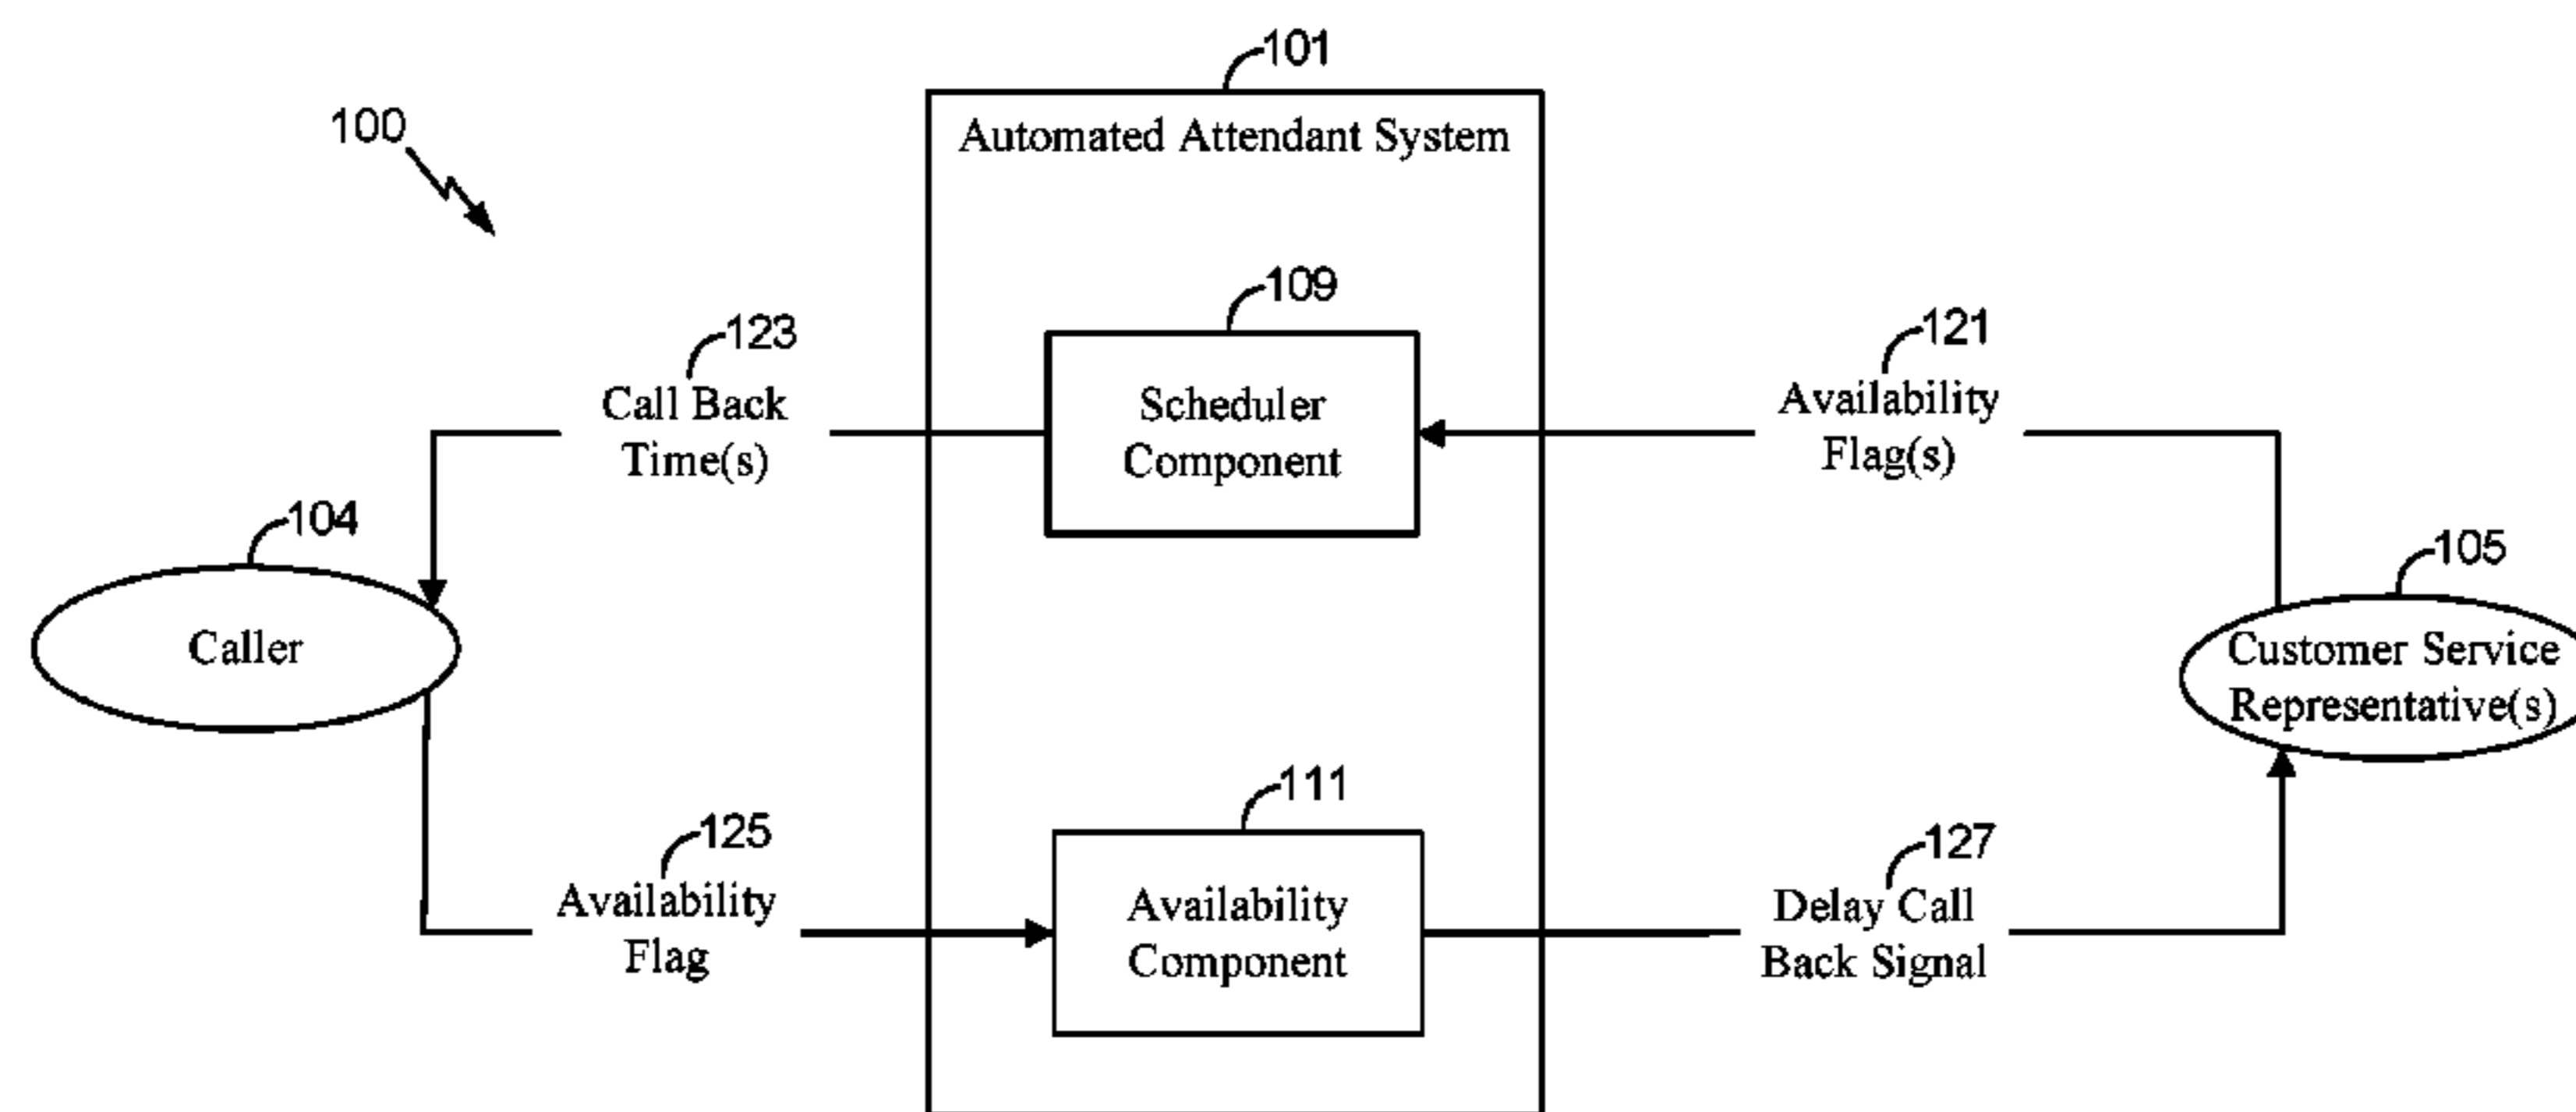 101
100
Automated Attendant System
109
123
121
Call Back
Time(s)
Scheduler
Component
Availability
Flag(s)
104
105
Caller
Customer Service
Representative(s)
111
125
127
Availability
Flag
Availability
Component
Delay Call
Back Signal